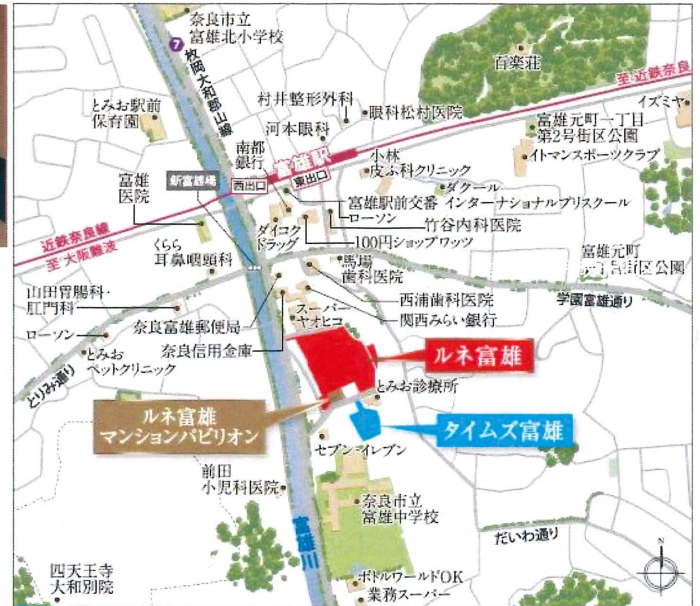 奈良市立
富雄北小学校
7
枚岡大和郡山線
百楽荘
至 近鉄奈良
イズミヤ
とみお駅前
保育園
村井整形外科
眼科松村医院
河本眼科
富雄元町一丁目
第2号街区公園
イトマンスポーツクラブ
南都
銀行
富雄駅
西出口
東出口
小林
皮ふ科クリニック
タクール
インターナショナルプリスクール
新富雄橋
富雄
医院
富雄駅前交番
ローソン
竹谷内科医院
ダイコク
ドラッグ
100円ショップワッツ
近鉄奈良線
至 大阪難波
くらら
耳鼻咽頭科
馬場
歯科医院
富雄元町
街区公園
学園富雄通り
山田胃腸科・
肛門科
西浦歯科医院
関西みらい銀行
奈良富雄郵便局
スーパー
ヤオヒコ
ローソン
奈良信用金庫
とみお
ペットクリニック
とりみ通り
ルネ富雄
とみお診療所
ルネ富雄
マンションパビリオン
タイムズ富雄
セブン-イレブン
前田
小児科医院
奈良市立
富雄中学校
富雄川
だいわ通り
四天王寺
大和別院
ボトルワールドOK
業務スーパー
N